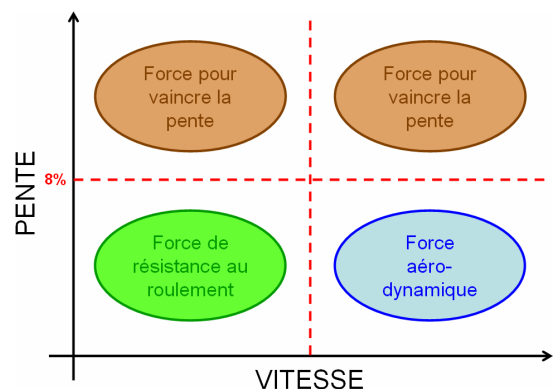 Force pour
vaincre la
pente
Force pour
vaincre la
pente
PENTE
8%
Force de
résistance au
roulement
Force
aéro-
dynamique
VITESSE